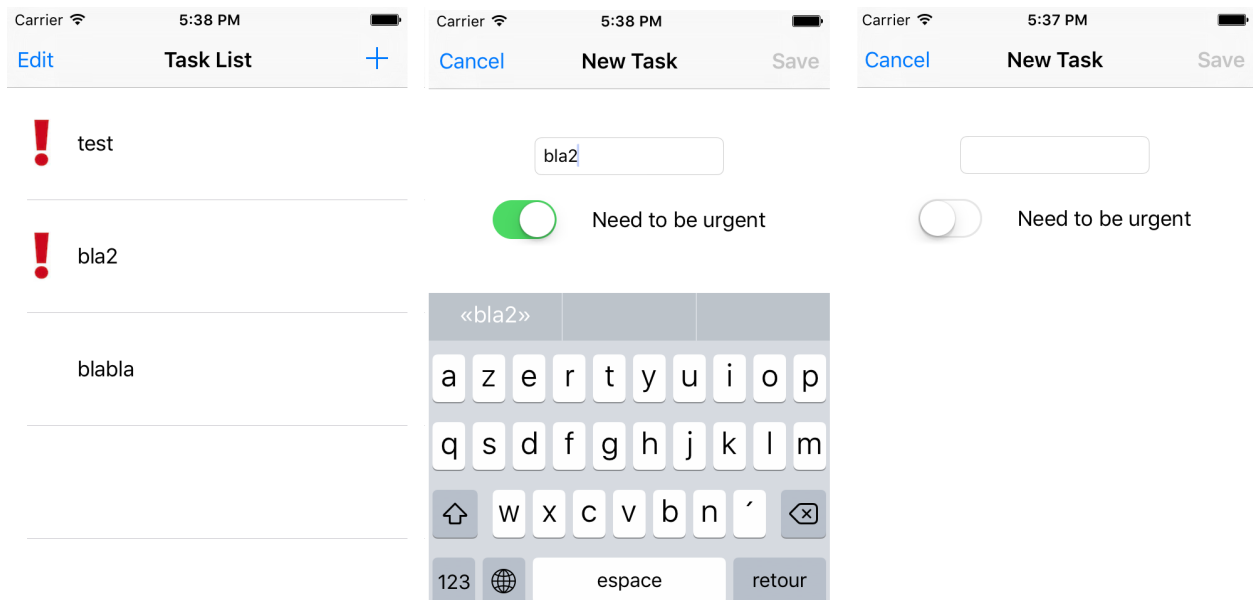 Carrier 5:38 PM
Edit Task List +
test
bla2
blabla
Carrier 5:38 PM
Cancel New Task Save
bla2
Need to be urgent
«bla2»
a z e r t y u i o p
q s d f g h j k l m
w x c v b n ´
123 espace retour
Carrier 5:37 PM
Cancel New Task Save
Need to be urgent